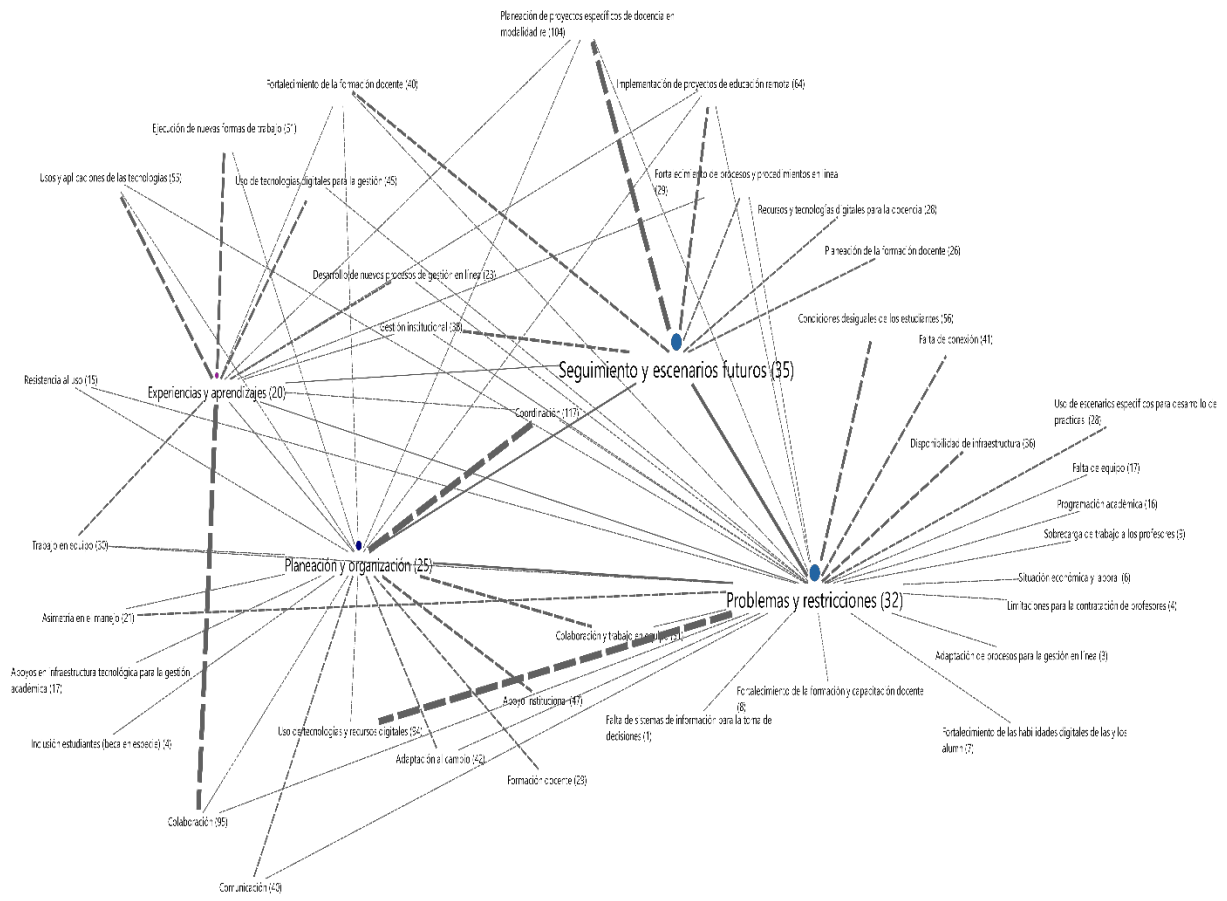 Planeación de proyectos específicos de docencia en
modalidad re (104)
Fortalecimiento de la formación docente (40)
Implementación de proyectos de educación remota (64)
Ejecución de nuevas formas de trabajo (51)
Usos y aplicaciones de las tecnologías (55)
Uso de tecnologías digitales para la gestión (45)
Fortalecimiento de procesos y procedimientos en línea
(29)
Recursos y tecnologías digitales para la docencia (28)
Planeación de la formación docente (26)
Desarrollo de nuevos procesos de gestión en línea (23)
Condiciones desiguales de los estudiantes (56)
Gestión institucional (38)
Falta de conexión (41)
Seguimiento y escenarios futuros (35)
Resistencia al uso (15)
Experiencias y aprendizajes (20)
Coordinación (117)
Uso de escenarios específicos para desarrollo de
practicas (28)
Disponibilidad de infraestructura (36)
Falta de equipo (17)
Programación académica (16)
Sobrecarga de trabajo a los profesores (9)
Trabajo en equipo (30)
Planeación y organización (25)
Situación económica y labora (6)
Problemas y restricciones (32)
Limitaciones para la contratación de profesores (4)
Asimetría en el manejo (21)
Colaboración y trabajo en equipo (31)
Adaptación de procesos para la gestión en línea (3)
Apoyos en infraestructura tecnológica para la gestión
académica (17)
Apoyo institucional (47)
Fortalecimiento de la formación y capacitación docente
(8)
Falta de sistemas de información para la toma de
decisiones (1)
Uso de tecnologías y recursos digitales (94)
Inclusión estudiantes (beca en especie) (4)
Fortalecimiento de las habilidades digitales de las y los
alumn (7)
Adaptación al cambio (42)
Formación docente (23)
Colaboración (95)
Comunicación (40)